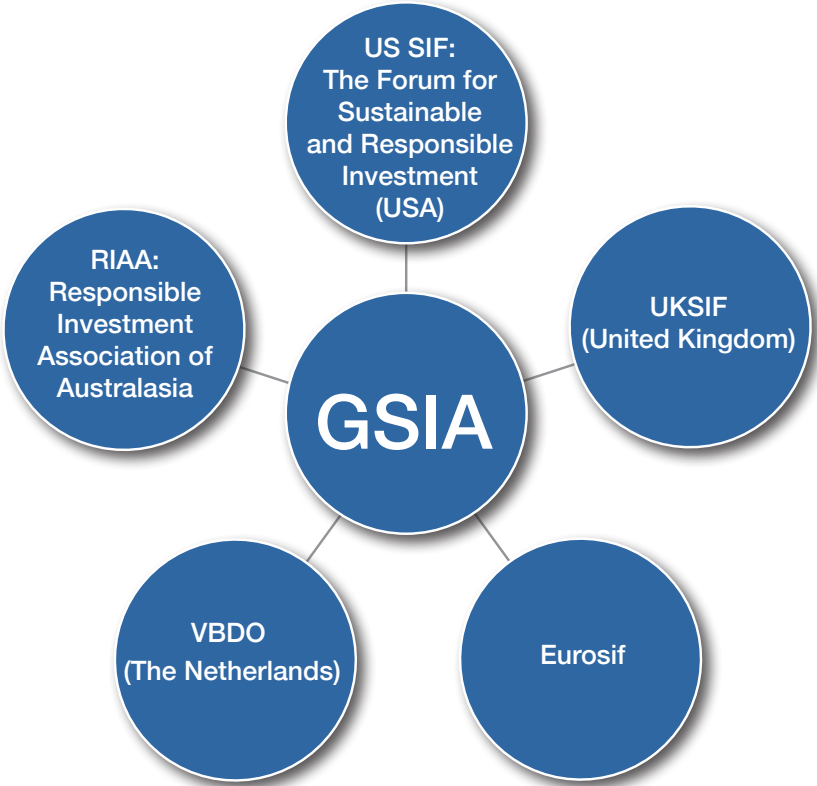 US SIF:
The Forum for
Sustainable
and Responsible
Investment
(USA)
RIAA:
Responsible
Investment
Association of
Australasia
UKSIF
(United Kingdom)
GSIA
VBDO
(The Netherlands)
Eurosif